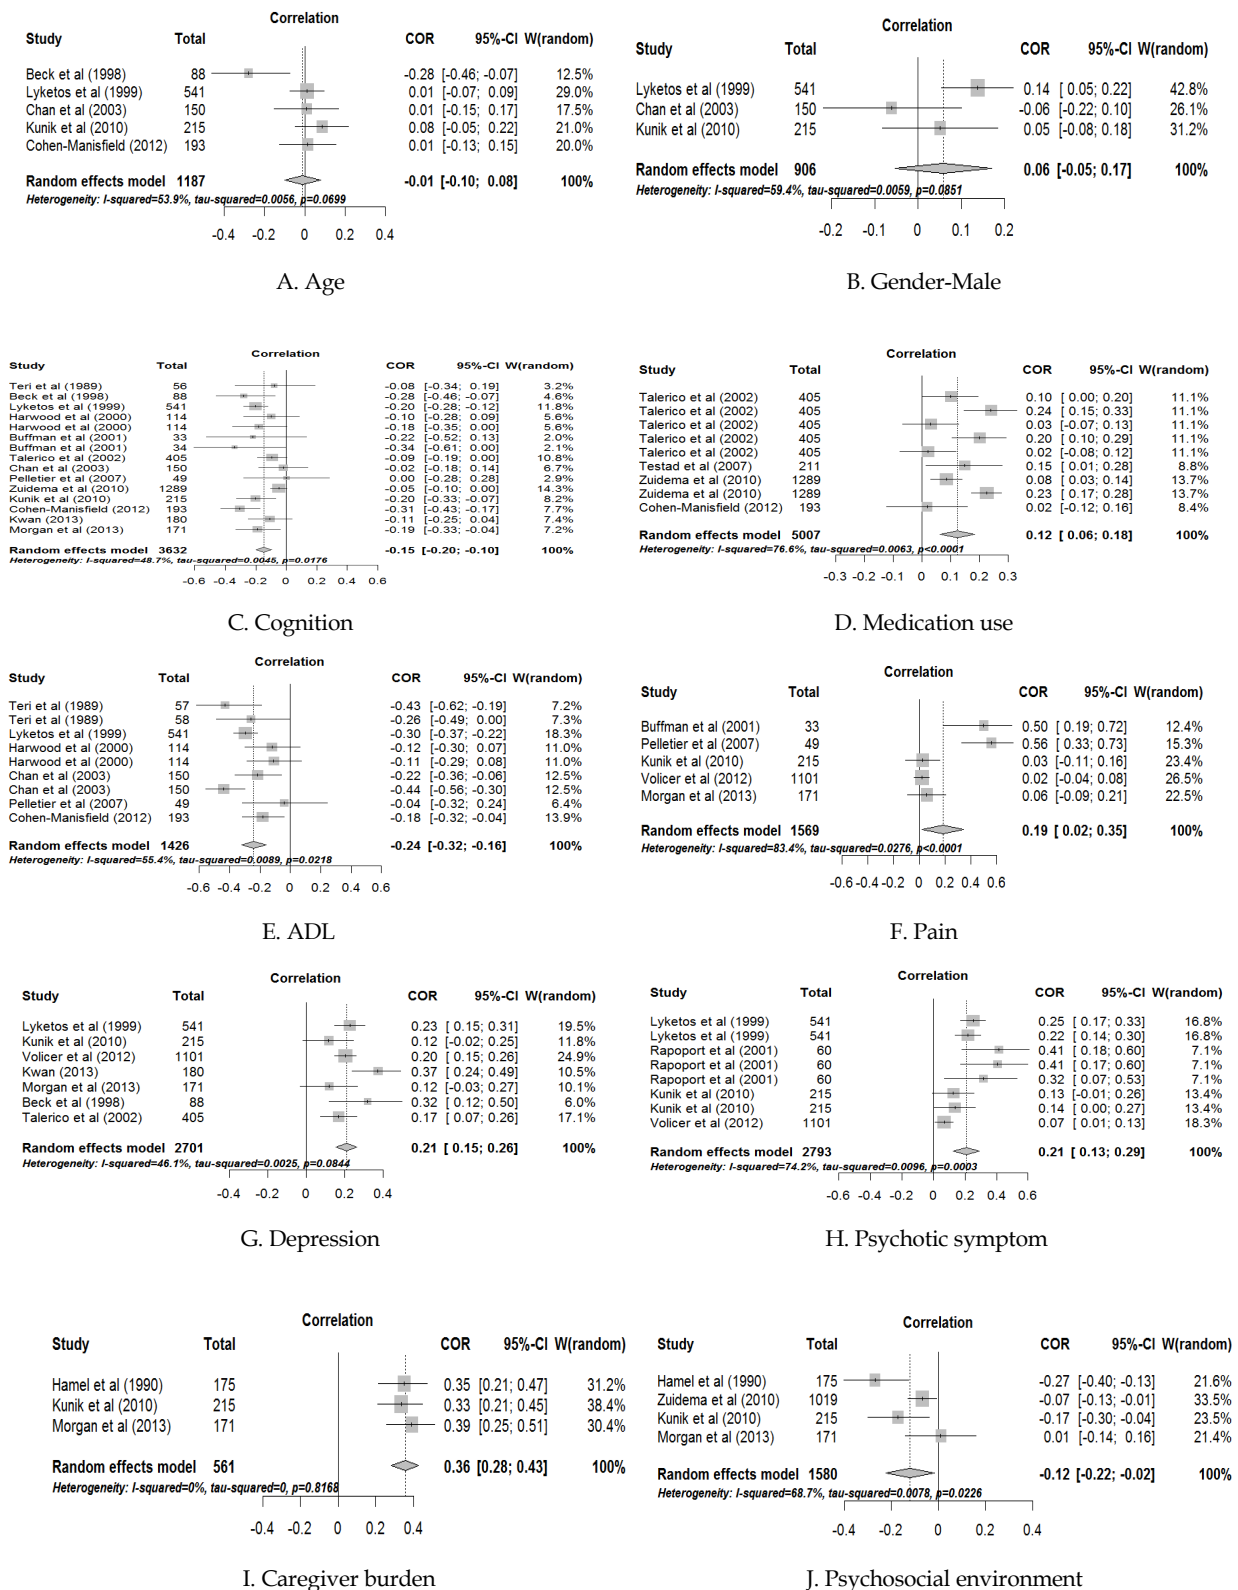 Correlation
Study Total COR 95%-CI W(random)
Beck et al (1998) 88 -0.28 [-0.46; -0.07] 12.5%
Lyketos et al (1999) 541 0.01 [-0.07; 0.09] 29.0%
Chan et al (2003) 150 0.01 [-0.15; 0.17] 17.5%
Kunik et al (2010) 215 0.08 [-0.05; 0.22] 21.0%
Cohen-Manisfield (2012) 193 0.01 [-0.13; 0.15] 20.0%
Random effects model 1187 -0.01 [-0.10; 0.08] 100%
Heterogeneity: I-squared=53.9%, tau-squared=0.0056, p=0.0699
-0.4 -0.2 0 0.2 0.4
A. Age
Correlation
Study Total COR 95%-CI W(random)
Lyketos et al (1999) 541 0.14 [ 0.05; 0.22] 42.8%
Chan et al (2003) 150 -0.06 [-0.22; 0.10] 26.1%
Kunik et al (2010) 215 0.05 [-0.08; 0.18] 31.2%
Random effects model 906 0.06 [-0.05; 0.17] 100%
Heterogeneity: I-squared=59.4%, tau-squared=0.0059, p=0.0851
-0.2 -0.1 0 0.1 0.2
B. Gender-Male
Correlation
Study Total COR 95%-CI W(random)
Teri et al (1989) 56 -0.08 [-0.34; 0.19] 3.2%
Beck et al (1998) 88 -0.28 [-0.46; -0.07] 4.6%
Lyketos et al (1999) 541 -0.20 [-0.28; -0.12] 11.8%
Harwood et al (2000) 114 -0.10 [-0.28; 0.09] 5.6%
Harwood et al (2000) 114 -0.18 [-0.35; 0.00] 5.6%
Buffman et al (2001) 33 -0.22 [-0.52; 0.13] 2.0%
Buffman et al (2001) 34 -0.34 [-0.61; 0.00] 2.1%
Talerico et al (2002) 405 -0.09 [-0.19; 0.00] 10.8%
Chan et al (2003) 150 -0.02 [-0.18; 0.14] 6.7%
Pelletier et al (2007) 49 0.00 [-0.28; 0.28] 2.9%
Zuidema et al (2010) 1289 -0.05 [-0.10; 0.00] 14.3%
Kunik et al (2010) 215 -0.20 [-0.33; -0.07] 8.2%
Cohen-Manisfield (2012) 193 -0.31 [-0.43; -0.17] 7.7%
Kwan (2013) 180 -0.11 [-0.25; 0.04] 7.4%
Morgan et al (2013) 171 -0.19 [-0.33; -0.04] 7.2%
Random effects model 3632 -0.15 [-0.20; -0.10] 100%
Heterogeneity: I-squared=48.7%, tau-squared=0.0045, p=0.0176
-0.6 -0.4 -0.2 0 0.2 0.4 0.6
C. Cognition
Correlation
Study Total COR 95%-CI W(random)
Talerico et al (2002) 405 0.10 [ 0.00; 0.20] 11.1%
Talerico et al (2002) 405 0.24 [ 0.15; 0.33] 11.1%
Talerico et al (2002) 405 0.03 [-0.07; 0.13] 11.1%
Talerico et al (2002) 405 0.20 [ 0.10; 0.29] 11.1%
Talerico et al (2002) 405 0.02 [-0.08; 0.12] 11.1%
Testad et al (2007) 211 0.15 [ 0.01; 0.28] 8.8%
Zuidema et al (2010) 1289 0.08 [ 0.03; 0.14] 13.7%
Zuidema et al (2010) 1289 0.23 [ 0.17; 0.28] 13.7%
Cohen-Manisfield (2012) 193 0.02 [-0.12; 0.16] 8.4%
Random effects model 5007 0.12 [ 0.06; 0.18] 100%
Heterogeneity: I-squared=76.6%, tau-squared=0.0063, p<0.0001
-0.3 -0.2 -0.1 0 0.1 0.2 0.3
D. Medication use
Correlation
Study Total COR 95%-CI W(random)
Teri et al (1989) 57 -0.43 [-0.62; -0.19] 7.2%
Teri et al (1989) 58 -0.26 [-0.49; 0.00] 7.3%
Lyketos et al (1999) 541 -0.30 [-0.37; -0.22] 18.3%
Harwood et al (2000) 114 -0.12 [-0.30; 0.07] 11.0%
Harwood et al (2000) 114 -0.11 [-0.29; 0.08] 11.0%
Chan et al (2003) 150 -0.22 [-0.36; -0.06] 12.5%
Chan et al (2003) 150 -0.44 [-0.56; -0.30] 12.5%
Pelletier et al (2007) 49 -0.04 [-0.32; 0.24] 6.4%
Cohen-Manisfield (2012) 193 -0.18 [-0.32; -0.04] 13.9%
Random effects model 1426 -0.24 [-0.32; -0.16] 100%
Heterogeneity: I-squared=55.4%, tau-squared=0.0089, p=0.0218
-0.6 -0.4 -0.2 0 0.2 0.4 0.6
E. ADL
Correlation
Study Total COR 95%-CI W(random)
Buffman et al (2001) 33 0.50 [ 0.19; 0.72] 12.4%
Pelletier et al (2007) 49 0.56 [ 0.33; 0.73] 15.3%
Kunik et al (2010) 215 0.03 [-0.11; 0.16] 23.4%
Volicer et al (2012) 1101 0.02 [-0.04; 0.08] 26.5%
Morgan et al (2013) 171 0.06 [-0.09; 0.21] 22.5%
Random effects model 1569 0.19 [ 0.02; 0.35] 100%
Heterogeneity: I-squared=83.4%, tau-squared=0.0276, p<0.0001
-0.6 -0.4 -0.2 0 0.2 0.4 0.6
F. Pain
Correlation
Study Total COR 95%-CI W(random)
Lyketos et al (1999) 541 0.23 [ 0.15; 0.31] 19.5%
Kunik et al (2010) 215 0.12 [-0.02; 0.25] 11.8%
Volicer et al (2012) 1101 0.20 [ 0.15; 0.26] 24.9%
Kwan (2013) 180 0.37 [ 0.24; 0.49] 10.5%
Morgan et al (2013) 171 0.12 [-0.03; 0.27] 10.1%
Beck et al (1998) 88 0.32 [ 0.12; 0.50] 6.0%
Talerico et al (2002) 405 0.17 [ 0.07; 0.26] 17.1%
Random effects model 2701 0.21 [ 0.15; 0.26] 100%
Heterogeneity: I-squared=46.1%, tau-squared=0.0025, p=0.0844
-0.4 -0.2 0 0.2 0.4
G. Depression
Correlation
Study Total COR 95%-CI W(random)
Lyketos et al (1999) 541 0.25 [ 0.17; 0.33] 16.8%
Lyketos et al (1999) 541 0.22 [ 0.14; 0.30] 16.8%
Rapoport et al (2001) 60 0.41 [ 0.18; 0.60] 7.1%
Rapoport et al (2001) 60 0.41 [ 0.17; 0.60] 7.1%
Rapoport et al (2001) 60 0.32 [ 0.07; 0.53] 7.1%
Kunik et al (2010) 215 0.13 [-0.01; 0.26] 13.4%
Kunik et al (2010) 215 0.14 [ 0.00; 0.27] 13.4%
Volicer et al (2012) 1101 0.07 [ 0.01; 0.13] 18.3%
Random effects model 2793 0.21 [ 0.13; 0.29] 100%
Heterogeneity: I-squared=74.2%, tau-squared=0.0096, p=0.0003
-0.6 -0.4 -0.2 0 0.2 0.4 0.6
H. Psychotic symptom
Correlation
Study Total COR 95%-CI W(random)
Hamel et al (1990) 175 0.35 [0.21; 0.47] 31.2%
Kunik et al (2010) 215 0.33 [0.21; 0.45] 38.4%
Morgan et al (2013) 171 0.39 [0.25; 0.51] 30.4%
Random effects model 561 0.36 [0.28; 0.43] 100%
Heterogeneity: I-squared=0%, tau-squared=0, p=0.8168
-0.4 -0.2 0 0.2 0.4
I. Caregiver burden
Correlation
Study Total COR 95%-CI W(random)
Hamel et al (1990) 175 -0.27 [-0.40; -0.13] 21.6%
Zuidema et al (2010) 1019 -0.07 [-0.13; -0.01] 33.5%
Kunik et al (2010) 215 -0.17 [-0.30; -0.04] 23.5%
Morgan et al (2013) 171 0.01 [-0.14; 0.16] 21.4%
Random effects model 1580 -0.12 [-0.22; -0.02] 100%
Heterogeneity: I-squared=68.7%, tau-squared=0.0078, p=0.0226
-0.4 -0.2 0 0.2 0.4
J. Psychosocial environment